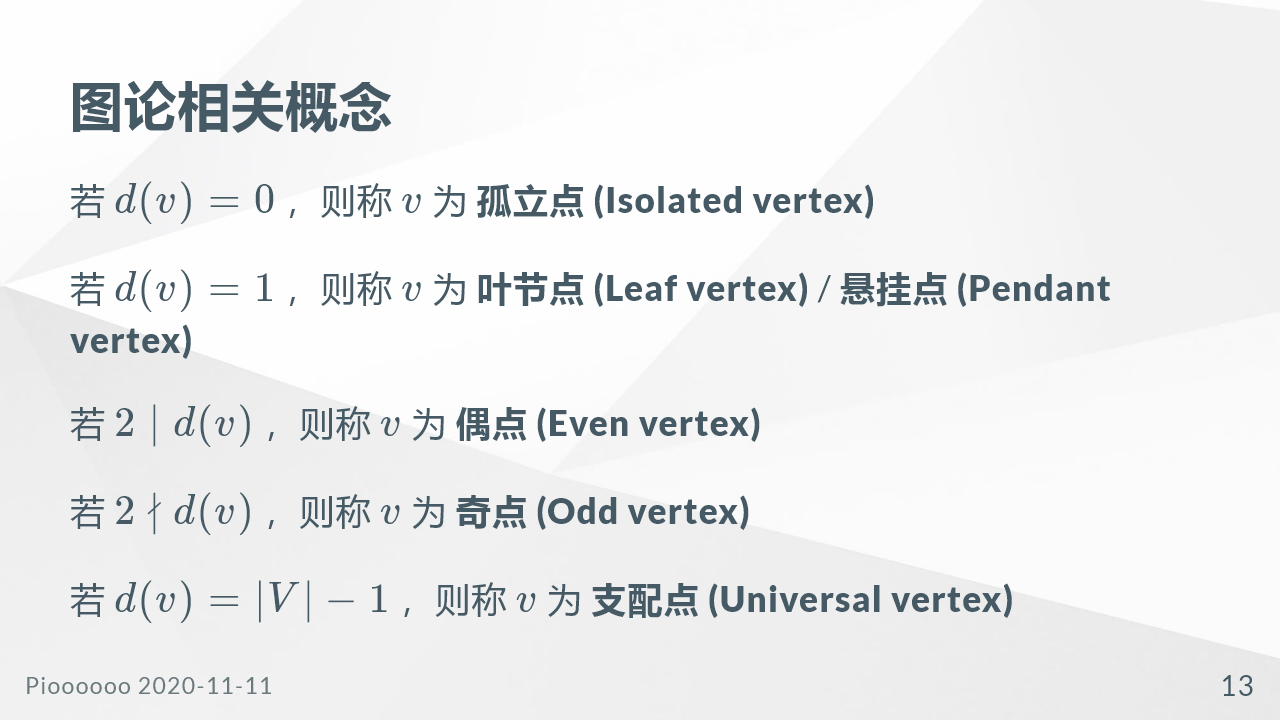 图论相关概念
若 d(v) = 0 ，则称 v 为 孤立点 (Isolated vertex)
若 d(v) = 1 ，则称 v 为 叶节点 (Leaf vertex) / 悬挂点 (Pendant
vertex)
若 2 ∣ d(v) ，则称 v 为 偶点 (Even vertex)
若 2 ∤ d(v) ，则称 v 为 奇点 (Odd vertex)
若 d(v) = |V| − 1 ，则称 v 为 支配点 (Universal vertex)
Pioooooo 2020-11-11
13